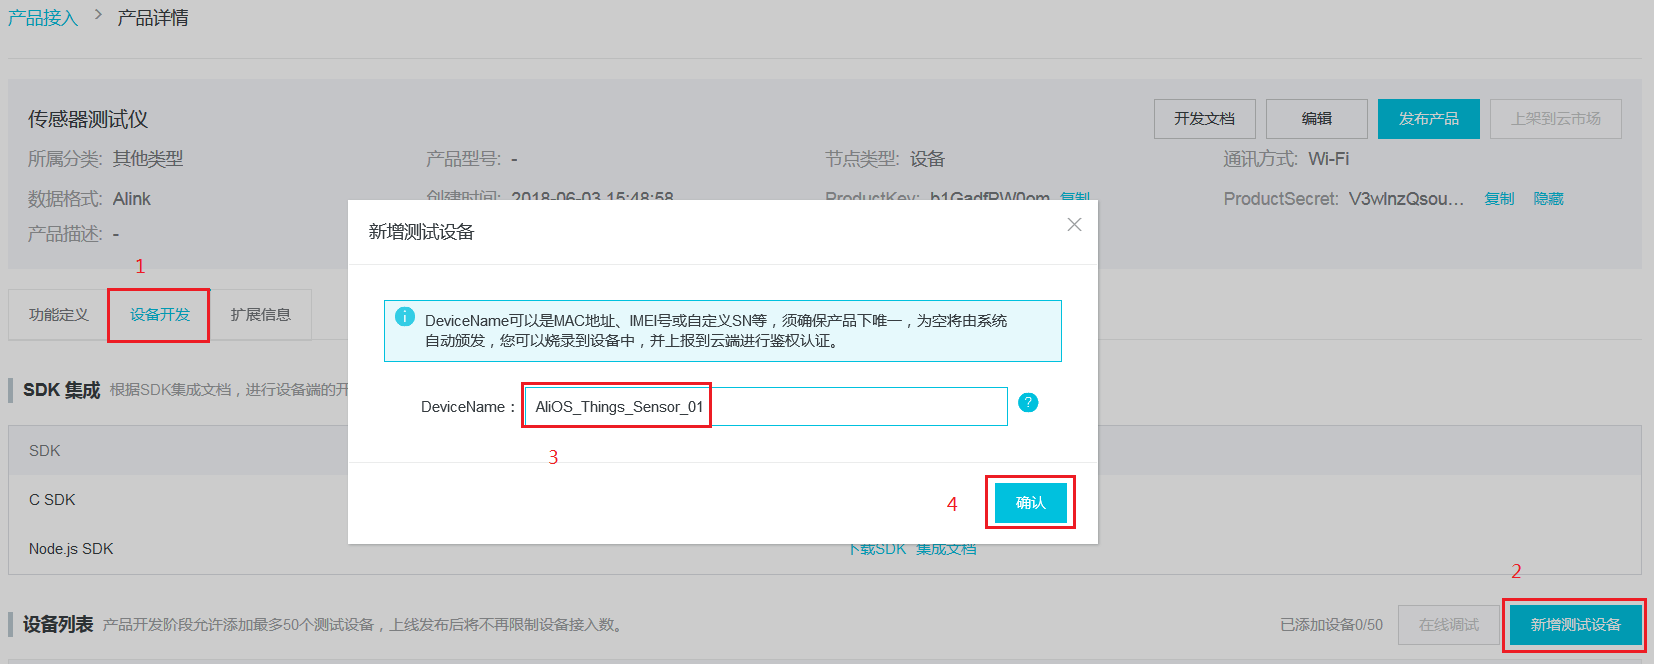 产品接入 > 产品详情
传感器测试仪
开发文档 编辑 发布产品 上架到云市场
所属分类: 其他类型 产品型号: - 节点类型: 设备 通讯方式: Wi-Fi
数据格式: Alink 创建时间: 2018-06-03 15:48:58 ProductKey: b1GadfRW0om 复制 ProductSecret: V3wlnzQsou... 复制 隐藏
产品描述: -
1
功能定义 设备开发 扩展信息
新增测试设备
DeviceName可以是MAC地址、IMEI号或自定义SN等，须确保产品下唯一，为空将由系统
自动颁发，您可以烧录到设备中，并上报到云端进行鉴权认证。
DeviceName： AliOS_Things_Sensor_01 ?
3
4 确认
SDK 集成 根据SDK集成文档，进行设备端的开
SDK
C SDK
Node.js SDK 下载SDK 集成文档
2
设备列表 产品开发阶段允许添加最多50个测试设备，上线发布后将不再限制设备接入数。 已添加设备0/50 在线调试 新增测试设备